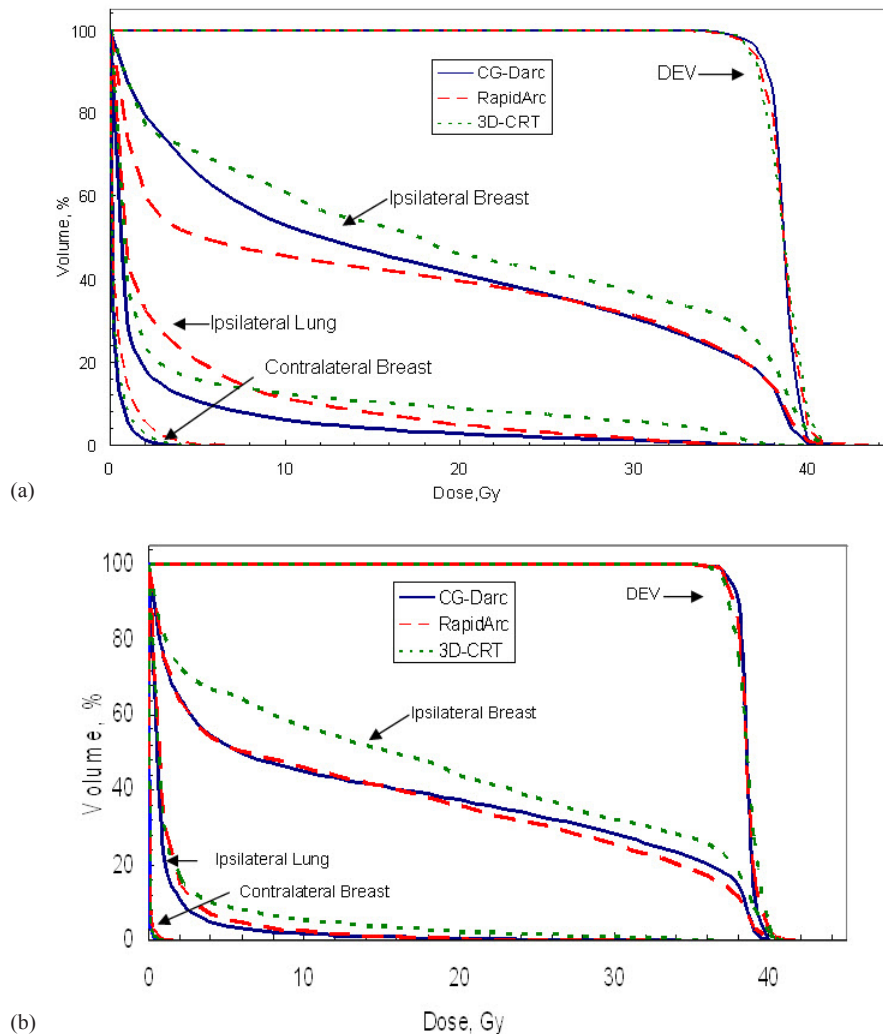 100
80
60
40
20
0
Volume, %
CG-Darc
RapidArc
3D-CRT
DEV
Ipsilateral Breast
Ipsilateral Lung
Contralateral Breast
0 10 20 30 40
Dose,Gy
(a)
100
80
60
40
20
0
Volume, %
CG-Darc
RapidArc
3D-CRT
DEV
Ipsilateral Breast
Ipsilateral Lung
Contralateral Breast
0 10 20 30 40
Dose, Gy
(b)